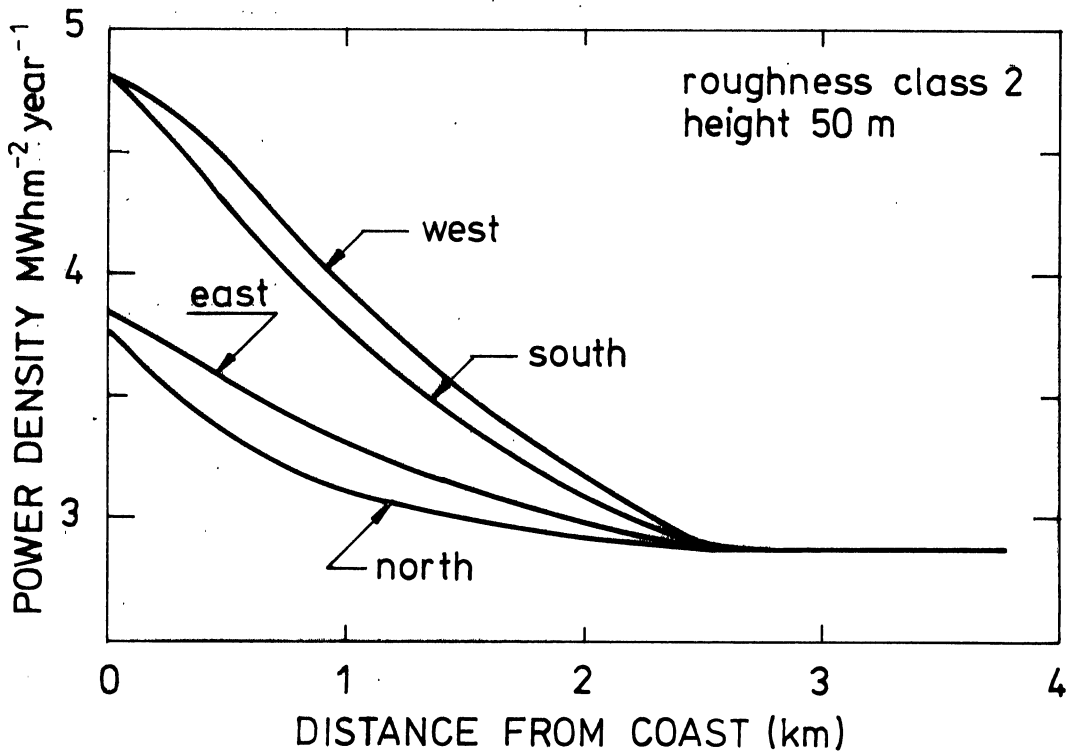 5
4
3
POWER DENSITY MWhm⁻² year⁻¹
roughness class 2
height 50 m
west
east
south
north
0 1 2 3 4
DISTANCE FROM COAST (km)